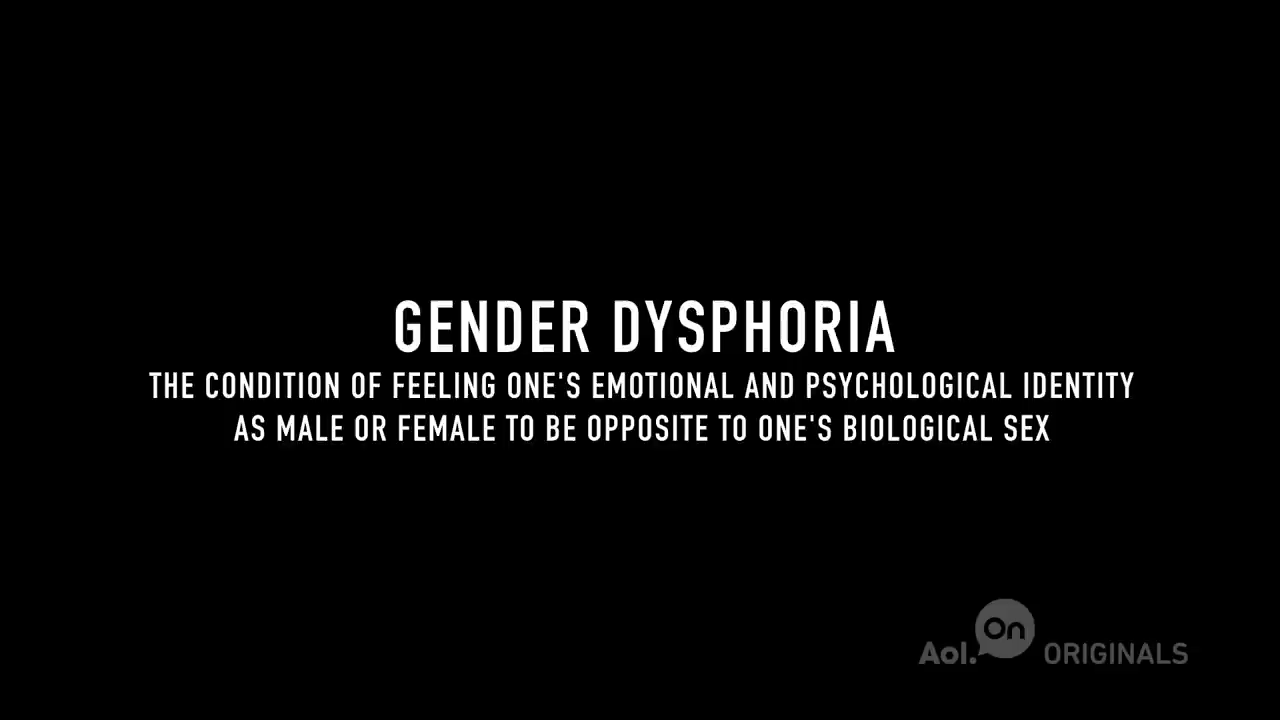 GENDER DYSPHORIA
THE CONDITION OF FEELING ONE'S EMOTIONAL AND PSYCHOLOGICAL IDENTITY
AS MALE OR FEMALE TO BE OPPOSITE TO ONE'S BIOLOGICAL SEX
Aol. On ORIGINALS